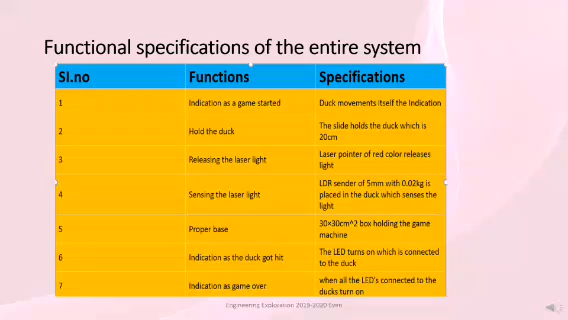 Functional specifications of the entire system
Sl.no Functions Specifications
1 Indication as a game started Duck movements itself the Indication
2 Hold the duck The slide holds the duck which is
20cm
3 Releasing the laser light Laser pointer of red color releases
light
4 Sensing the laser light LDR sender of 5mm with 0.02kg is
placed in the duck which senses the
light
5 Proper base 30×30cm^2 box holding the game
machine
6 Indication as the duck got hit The LED turns on which is connected
to the duck
7 Indication as game over when all the LED's connected to the
ducks turn on
Engineering Exploration 2019-2020 Even